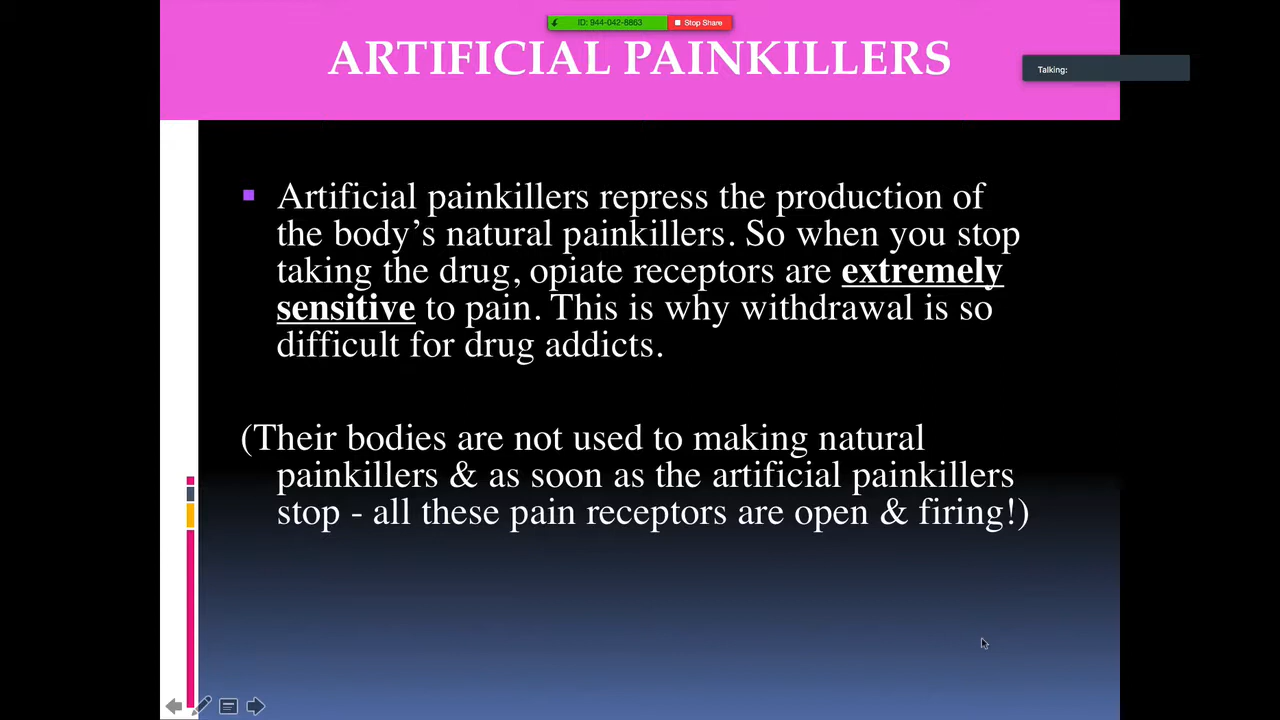 ID: 944-042-8863
Stop Share
ARTIFICIAL PAINKILLERS
Talking:
Artificial painkillers repress the production of
the body’s natural painkillers. So when you stop
taking the drug, opiate receptors are extremely
sensitive to pain. This is why withdrawal is so
difficult for drug addicts.
(Their bodies are not used to making natural
painkillers & as soon as the artificial painkillers
stop - all these pain receptors are open & firing!)